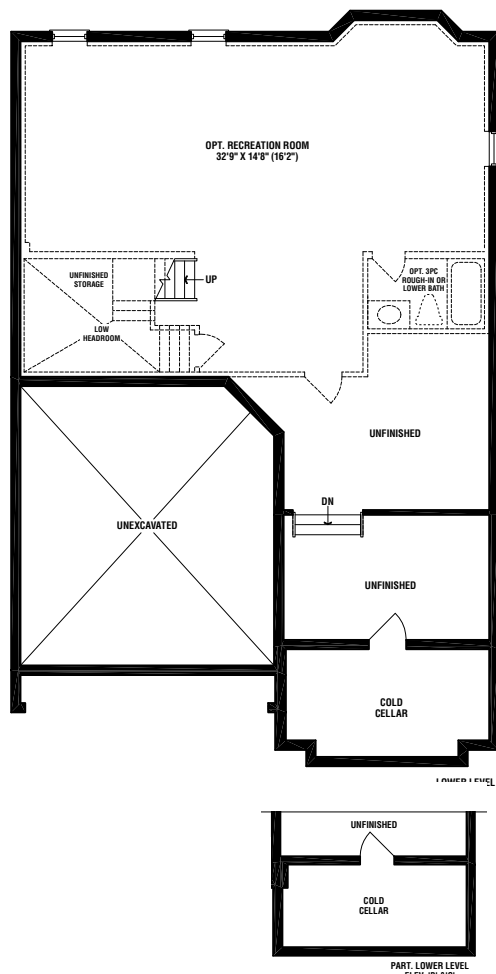 OPT. RECREATION ROOM
32'9" X 14'8" (16'2")
UNFINISHED
STORAGE
UP
OPT. 3PC
ROUGH-IN OR
LOWER BATH
LOW
HEADROOM
UNFINISHED
DN
UNEXCAVATED
UNFINISHED
COLD
CELLAR
LOWER LEVEL
UNFINISHED
COLD
CELLAR
PART. LOWER LEVEL